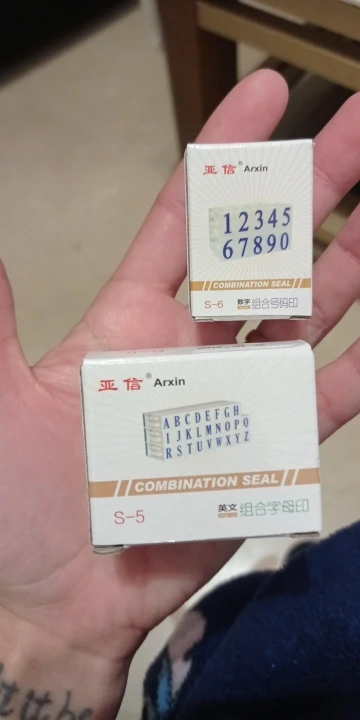 亚信® Arxin
12345
67890
COMBINATION SEAL
S-6 数字 组合号码印
亚信® Arxin
ABCDEFGH
IJKLMNOPQ
RSTUVWXYZ
COMBINATION SEAL
S-5 英文 组合字母印